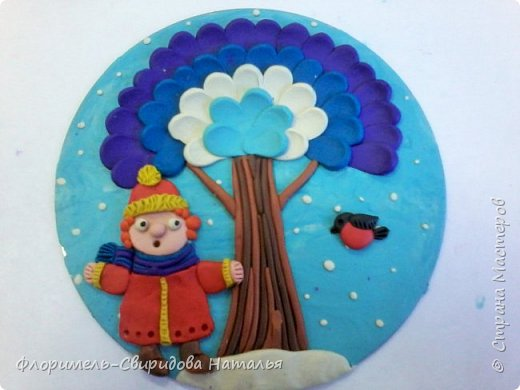 Флоримель-Свиридова Наталья
© Страна Мастеров